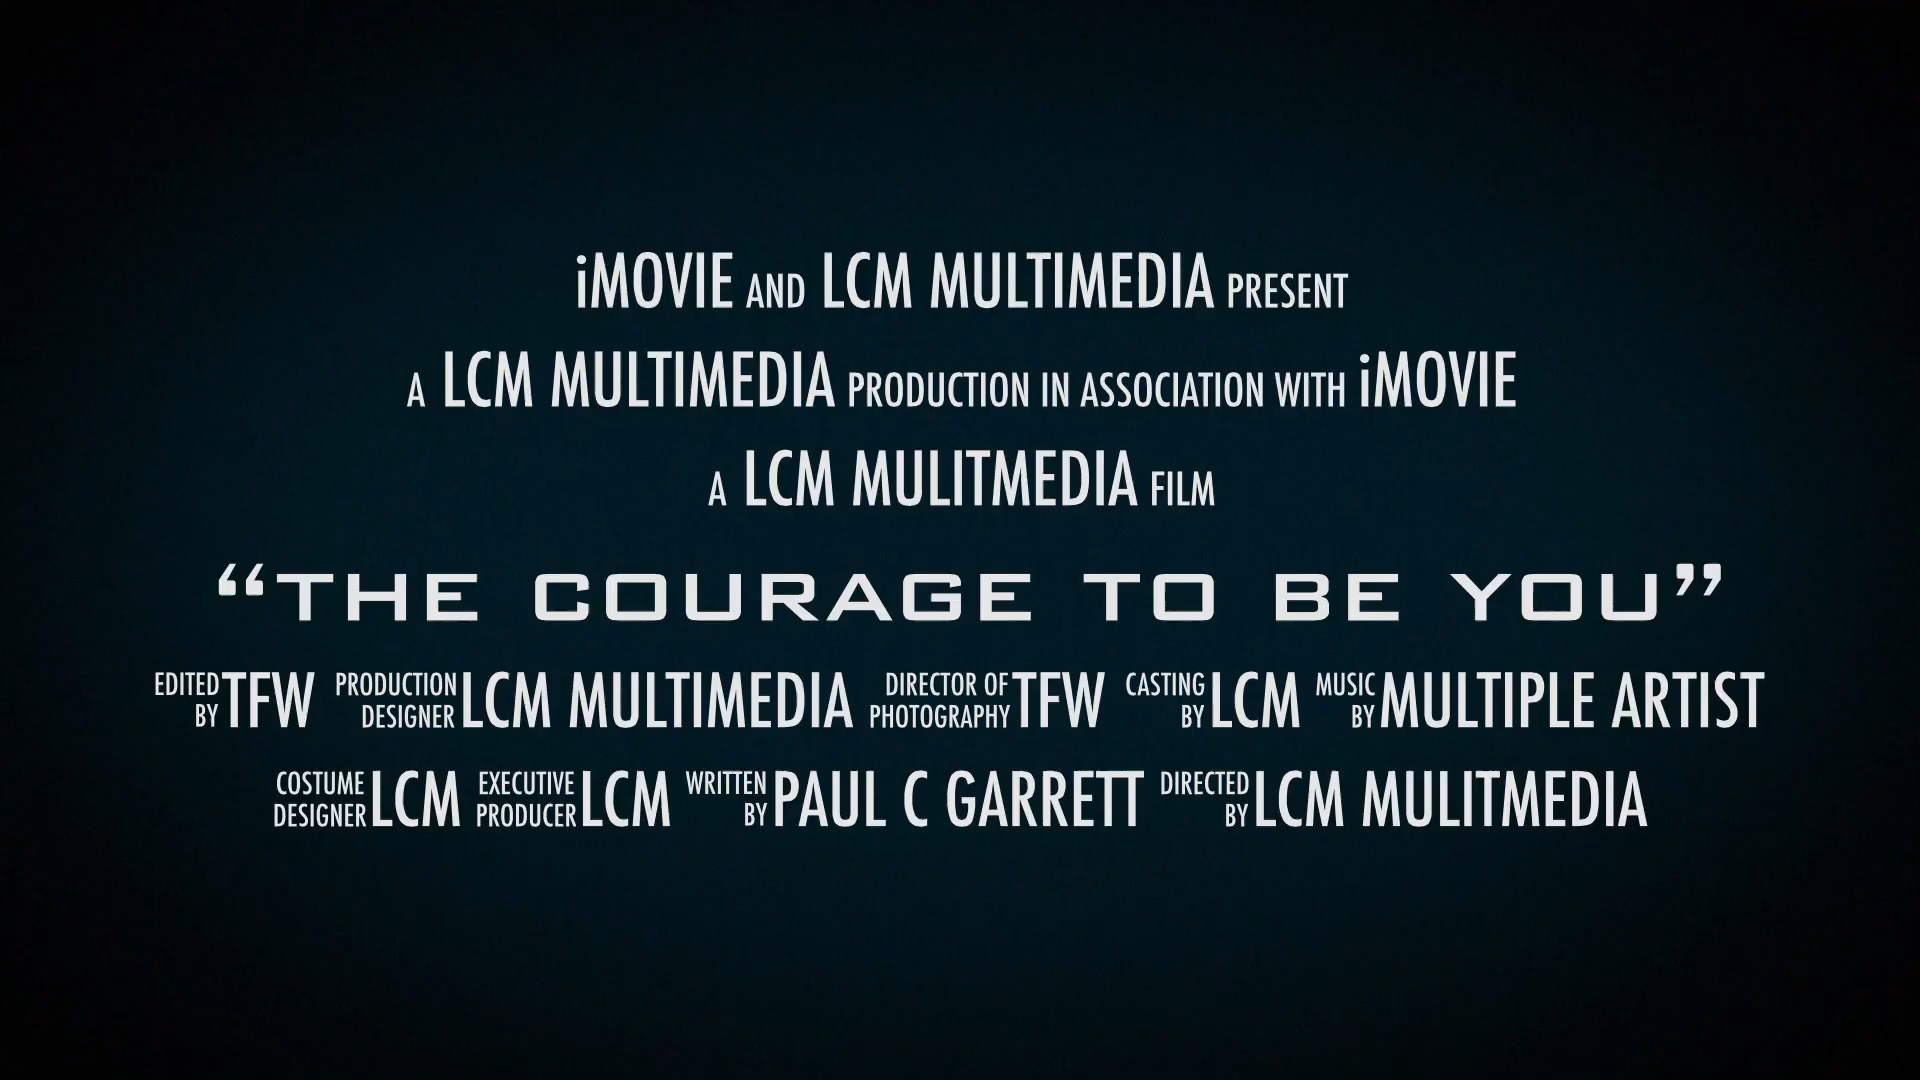 iMOVIE AND LCM MULTIMEDIA PRESENT
A LCM MULTIMEDIA PRODUCTION IN ASSOCIATION WITH iMOVIE
A LCM MULITMEDIA FILM
“THE COURAGE TO BE YOU”
EDITED BY TFW PRODUCTION DESIGNER LCM MULTIMEDIA DIRECTOR OF PHOTOGRAPHY TFW CASTING BY LCM MUSIC BY MULTIPLE ARTIST
COSTUME DESIGNER LCM EXECUTIVE PRODUCER LCM WRITTEN BY PAUL C GARRETT DIRECTED BY LCM MULITMEDIA